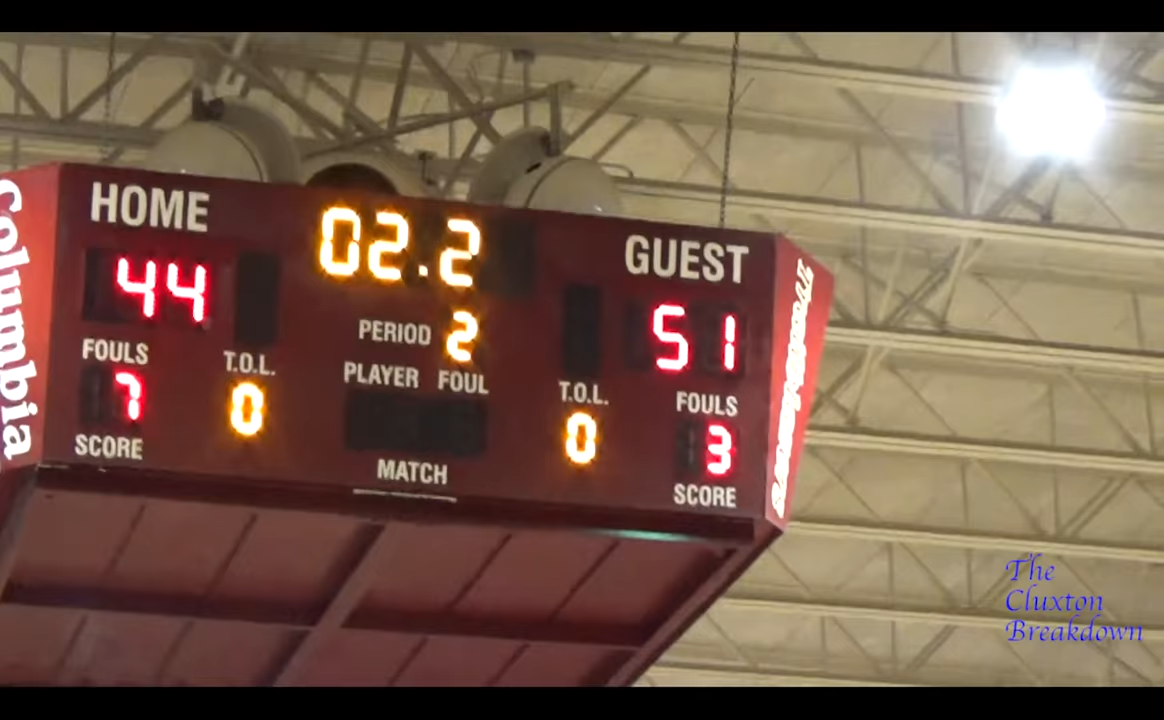 Columbia
HOME
02.2
GUEST
44
51
PERIOD 2
FOULS
T.O.L.
PLAYER FOUL
T.O.L.
FOULS
7
0
0
3
SCORE
MATCH
SCORE
The
Cluxton
Breakdown